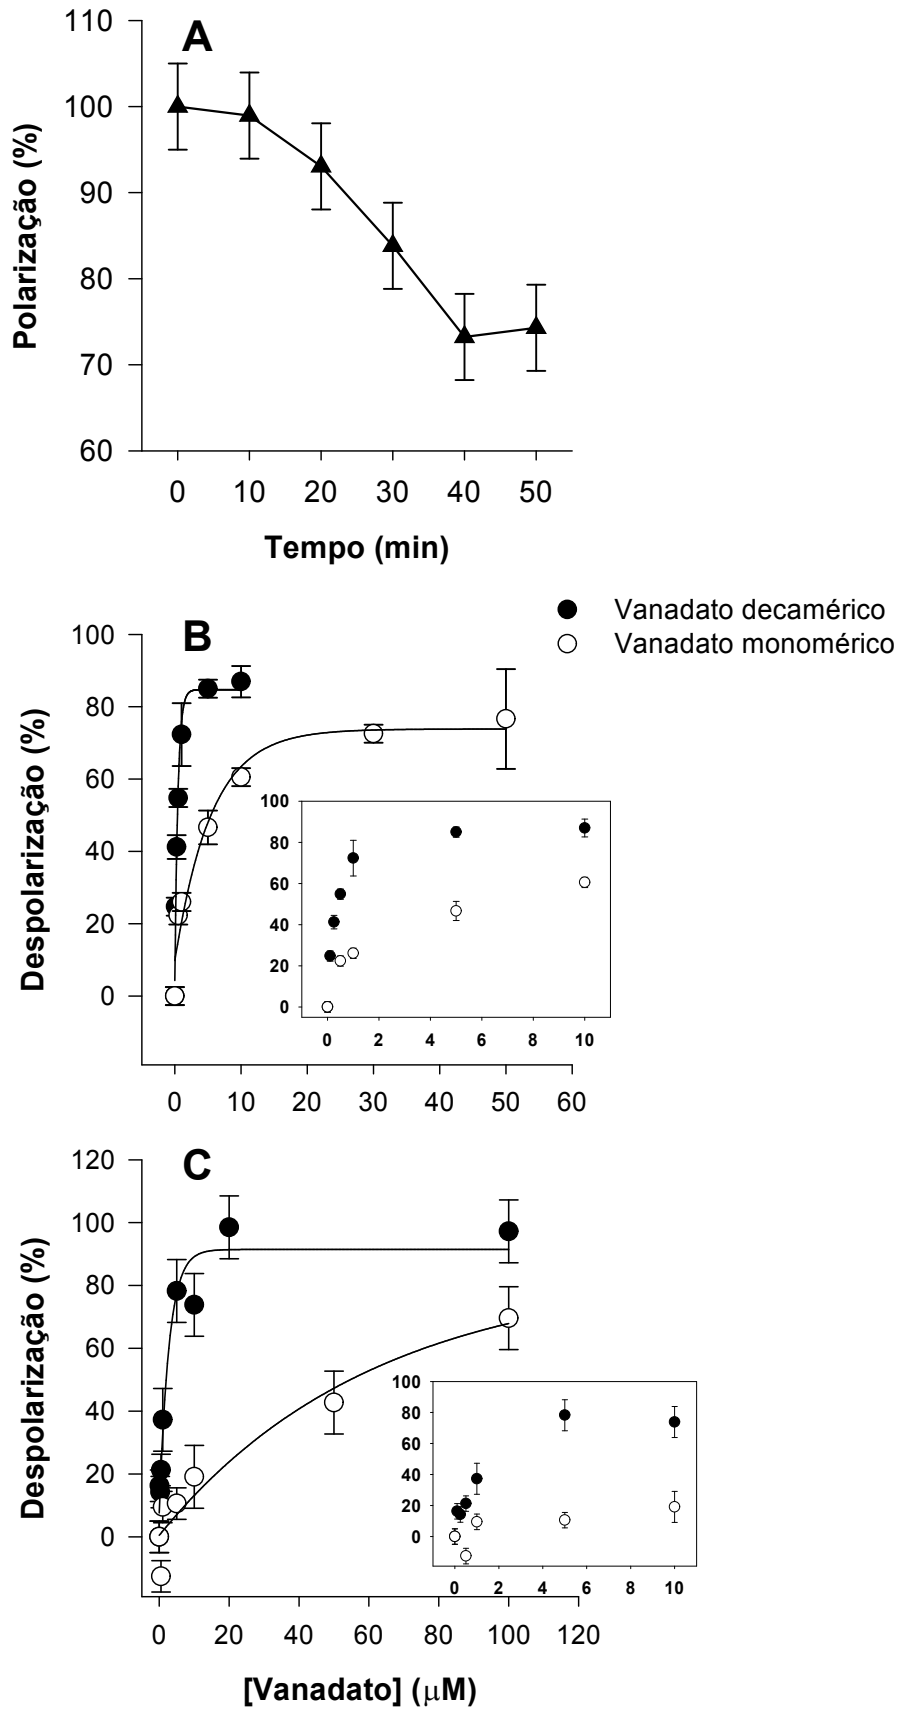 A
110
100
90
80
70
60
Polarização (%)
0 10 20 30 40 50
Tempo (min)
Vanadato decamérico
Vanadato monomérico
B
100
80
60
40
20
0
Despolarização (%)
100
80
60
40
20
0
0 2 4 6 8 10
0 10 20 30 40 50 60
C
120
100
80
60
40
20
0
Despolarização (%)
100
80
60
40
20
0
0 2 4 6 8 10
0 20 40 60 80 100 120
[Vanadato] (μM)